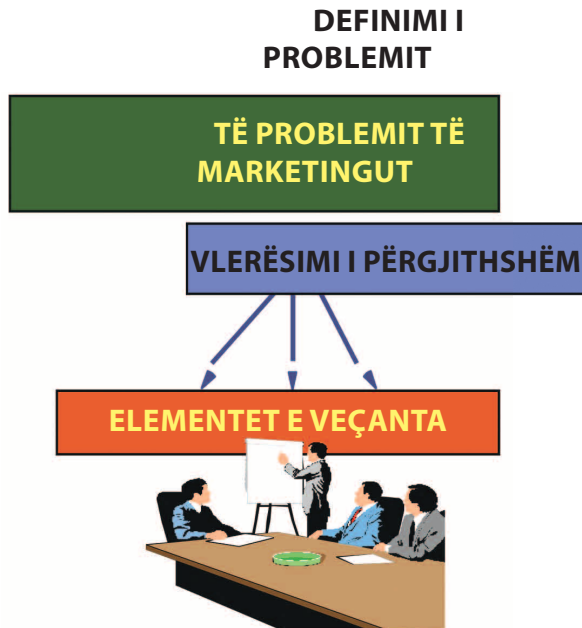 DEFINIMI I
PROBLEMIT
TË PROBLEMIT TË
MARKETINGUT
VLERËSIMI I PËRGJITHSHËM
ELEMENTET E VEÇANTA